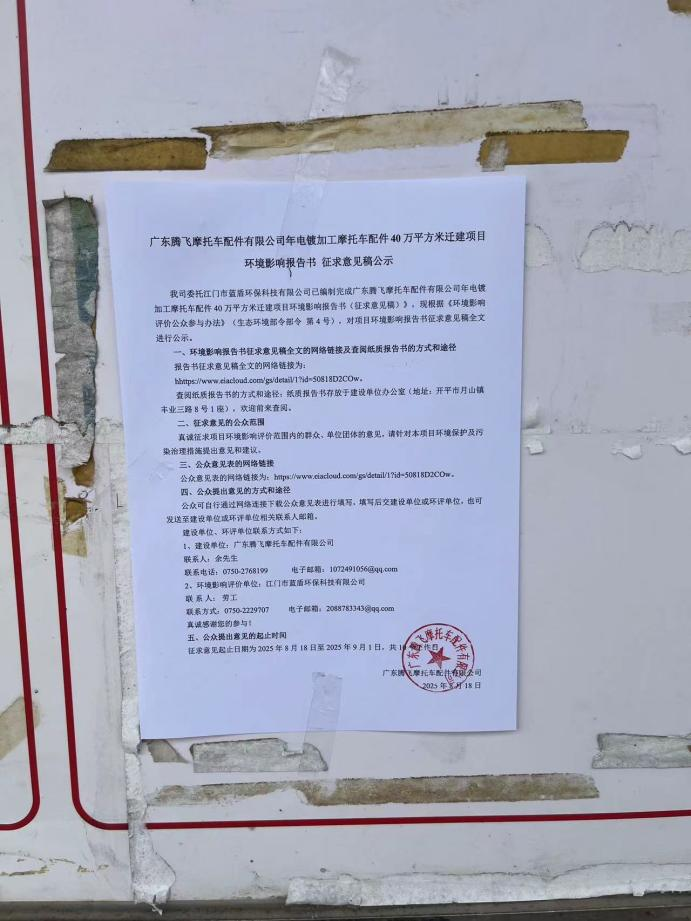 广东腾飞摩托车配件有限公司年电镀加工摩托车配件 40 万平方米迁建项目
环境影响报告书 征求意见稿公示
我司委托江门市蓝盾环保科技有限公司已编制完成广东腾飞摩托车配件有限公司年电镀
加工摩托车配件 40 万平方米迁建项目环境影响报告书（征求意见稿）》，现根据《环境影响
评价公众参与办法》（生态环境部令部令 第 4 号），对项目环境影响报告书征求意见稿全文
进行公示。
一、环境影响报告书征求意见稿全文的网络链接及查阅纸质报告书的方式和途径
报告书征求意见稿全文的网络链接为：
hhttps://www.eiacloud.com/gs/detail/1?id=50818D2COw。
查阅纸质报告书的方式和途径：纸质报告书存放于建设单位办公室（地址：开平市月山镇
丰业三路 8 号 1 座），欢迎前来查阅。
二、征求意见的公众范围
真诚征求项目环境影响评价范围内的群众、单位团体的意见，请针对本项目环境保护及污
染治理措施提出意见和建议。
三、公众意见表的网络链接
公众意见表的网络链接为：https://www.eiacloud.com/gs/detail/1?id=50818D2COw。
四、公众提出意见的方式和途径
公众可自行通过网络连接下载公众意见表进行填写，填写后交建设单位或环评单位，也可
发送至建设单位或环评单位相关联系人邮箱。
建设单位、环评单位联系方式如下：
1、建设单位：广东腾飞摩托车配件有限公司
联系人：余先生
联系电话：0750-2768199 电子邮箱：1072491056@qq.com
2、环境影响评价单位：江门市蓝盾环保科技有限公司
联 系 人： 劳工
联系方式：0750-2229707 电子邮箱：2088783343@qq.com
真诚感谢您的参与！
五、公众提出意见的起止时间
征求意见起止日期为 2025 年 8 月 18 日至 2025 年 9 月 1 日，共 10 个工作日。
广东腾飞摩托车配件有限公司
2025 年 8 月 18 日
广东腾飞摩托车配件有限公司